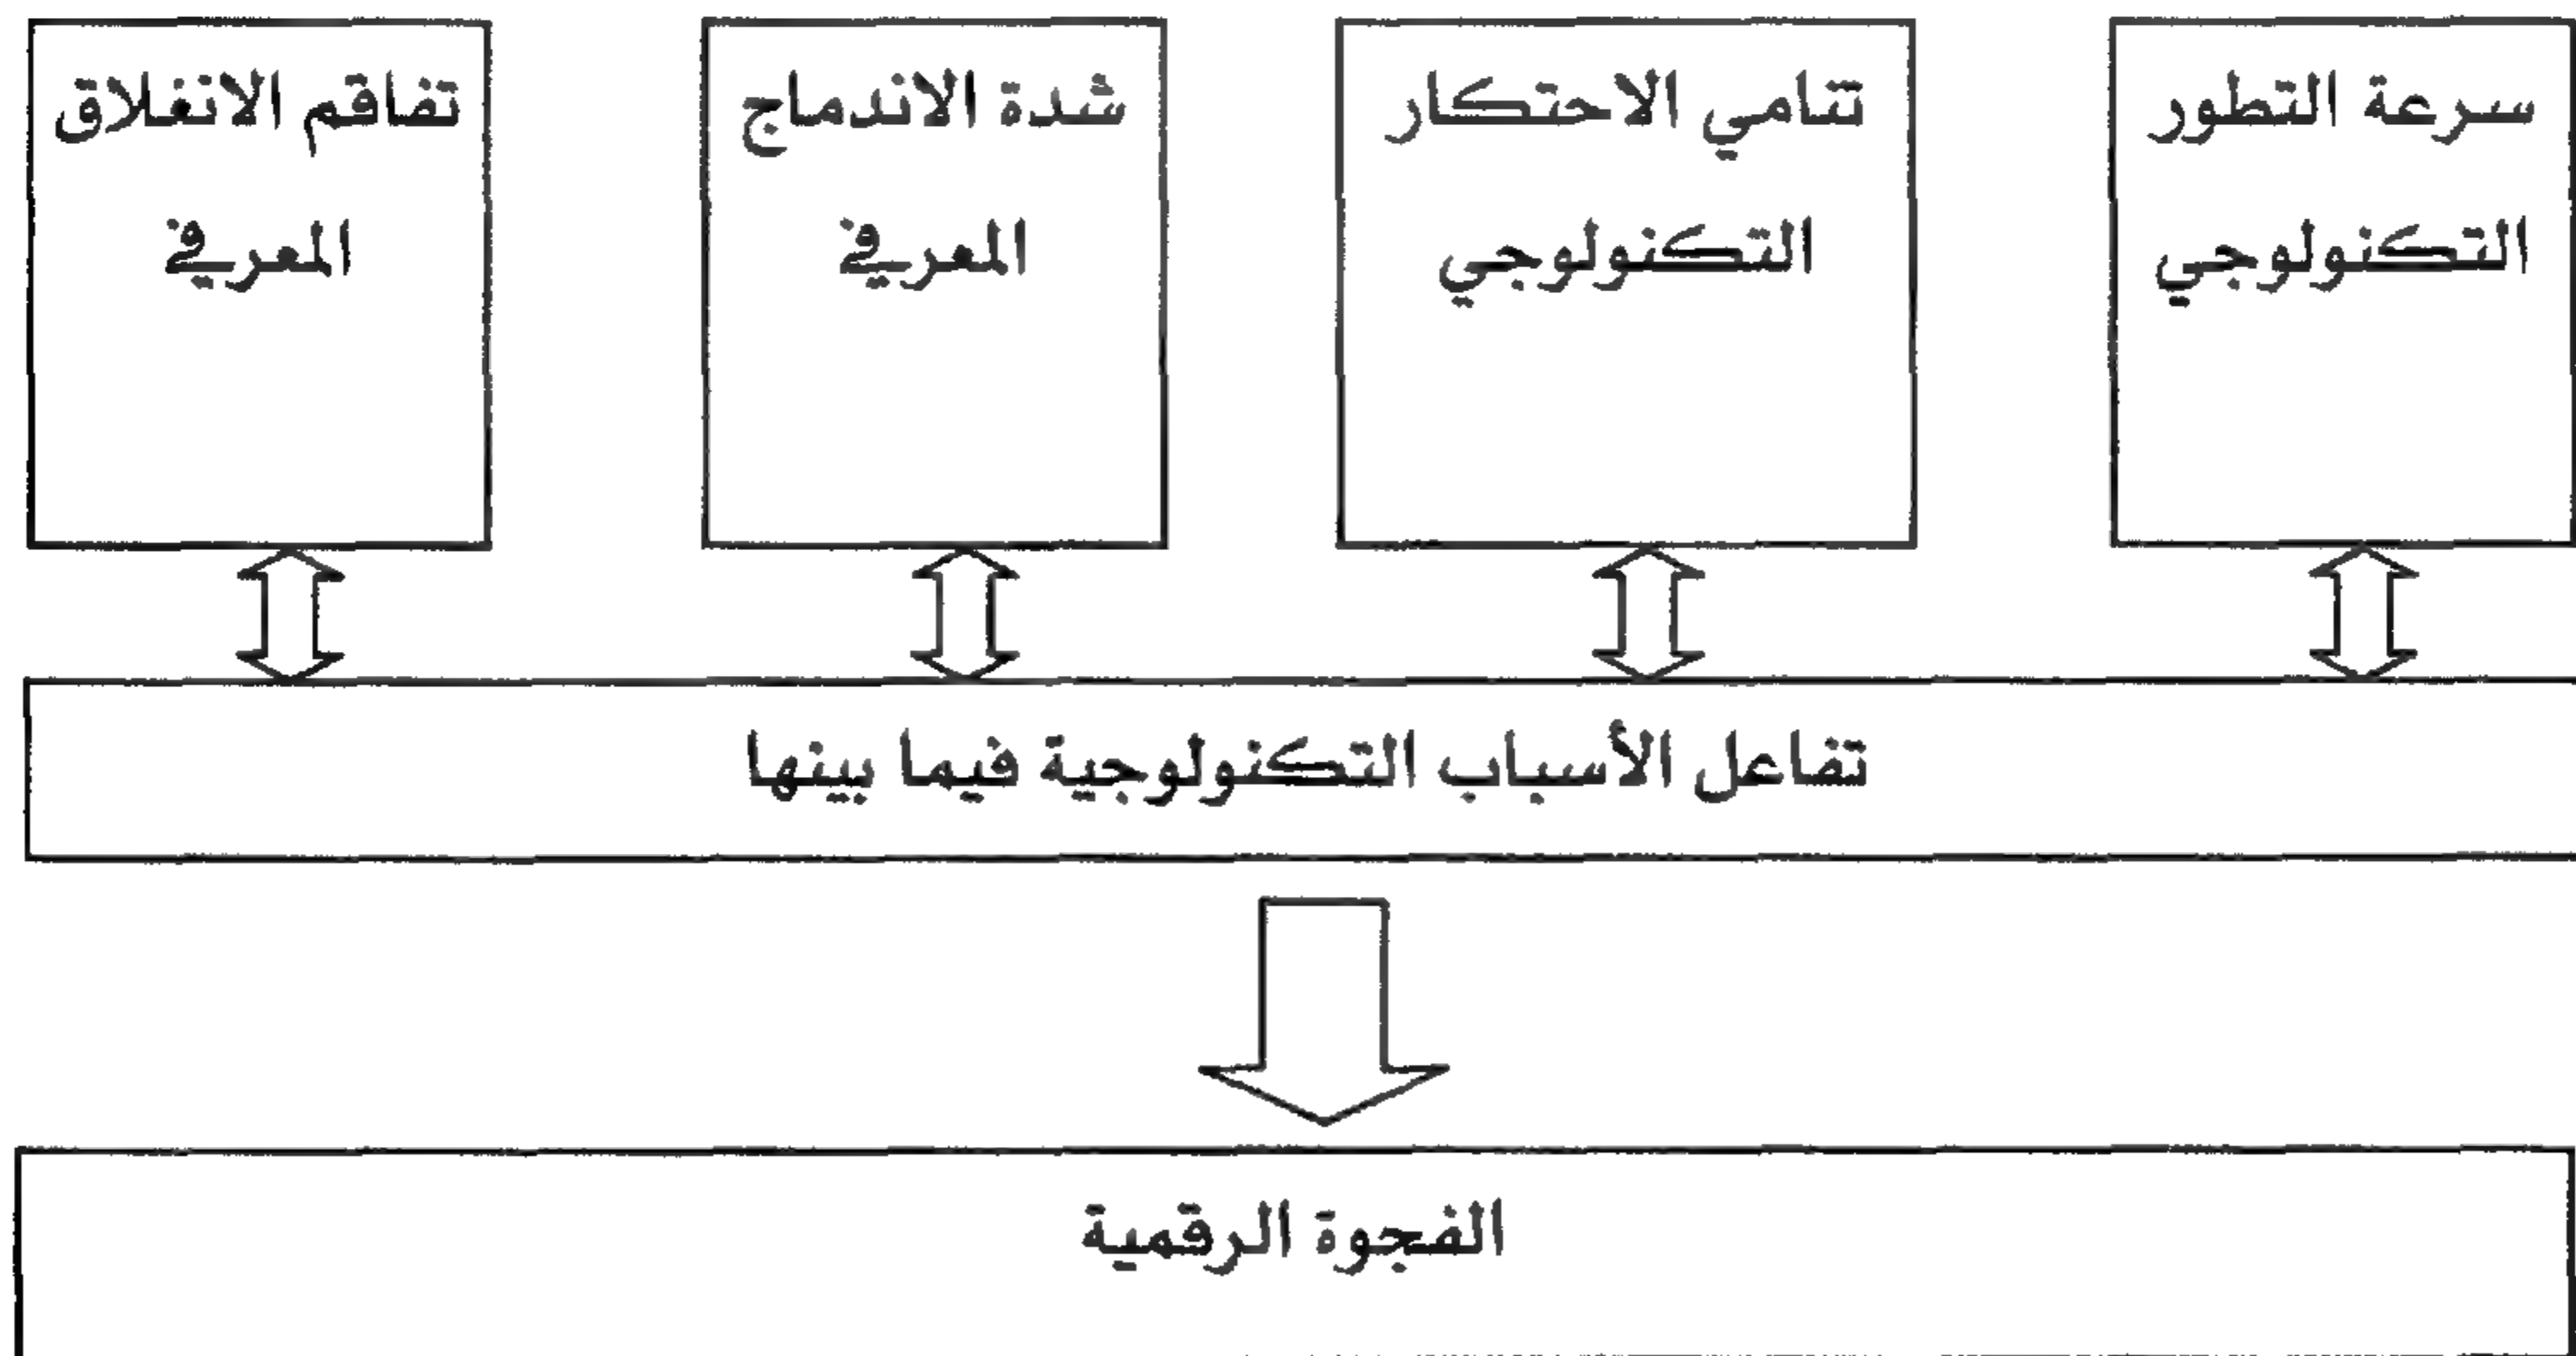 سرعة التطور
التكنولوجي
تنامي الاحتكار
التكنولوجي
شدة الاندماج
المعرفي
تفاقم الانغلاق
المعرفي
تفاعل الأسباب التكنولوجية فيما بينها
الفجوة الرقمية